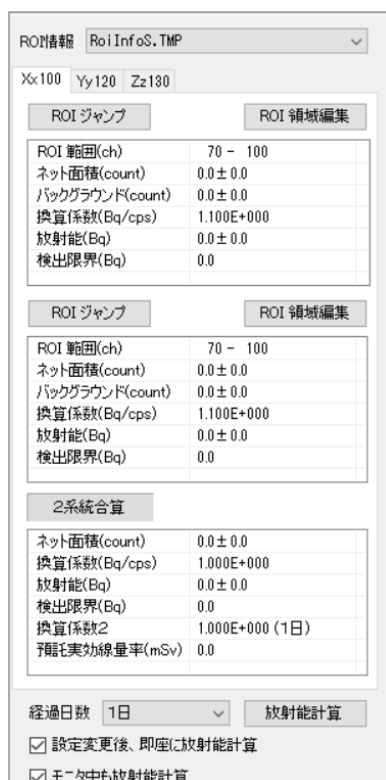 ROI情報 RoiInfoS.TMP
Xx100 Yy120 Zz130
ROI ジャンプ ROI 領域編集
ROI 範囲(ch) 70 - 100
ネット面積(count) 0.0± 0.0
バックグラウンド(count) 0.0± 0.0
換算係数(Bq/cps) 1.100E+000
放射能(Bq) 0.0± 0.0
検出限界(Bq) 0.0
ROI ジャンプ ROI 領域編集
ROI 範囲(ch) 70 - 100
ネット面積(count) 0.0± 0.0
バックグラウンド(count) 0.0± 0.0
換算係数(Bq/cps) 1.100E+000
放射能(Bq) 0.0± 0.0
検出限界(Bq) 0.0
2系統合算
ネット面積(count) 0.0± 0.0
換算係数(Bq/cps) 1.000E+000
放射能(Bq) 0.0± 0.0
検出限界(Bq) 0.0
換算係数2 1.000E+000 (1日)
預託実効線量率(mSv) 0.0
経過日数 1日 放射能計算
設定変更後、即座に放射能計算
モニタ中も放射能計算